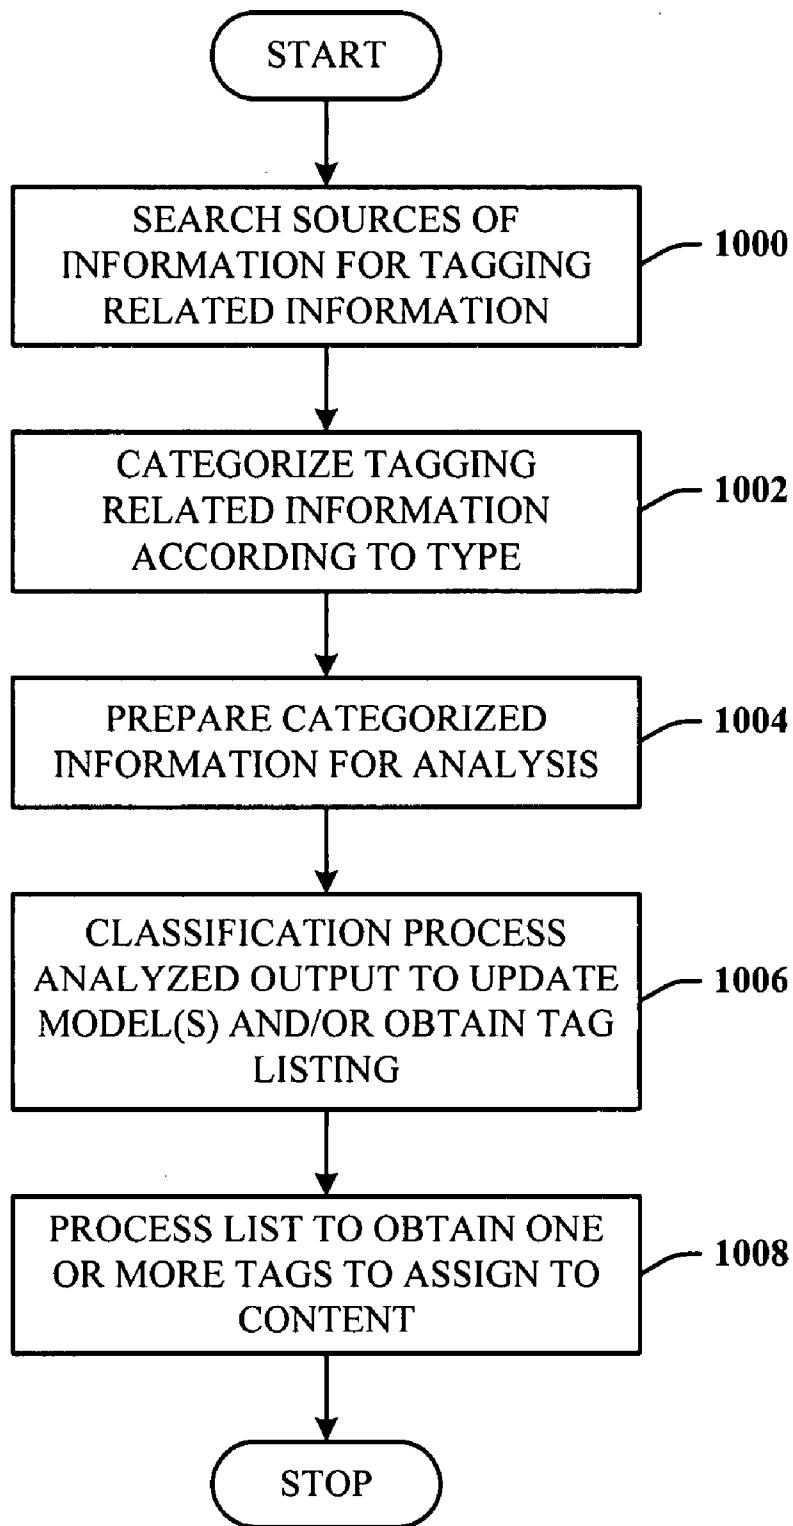 START
SEARCH SOURCES OF
INFORMATION FOR TAGGING
RELATED INFORMATION
1000
CATEGORIZE TAGGING
RELATED INFORMATION
ACCORDING TO TYPE
1002
PREPARE CATEGORIZED
INFORMATION FOR ANALYSIS
1004
CLASSIFICATION PROCESS
ANALYZED OUTPUT TO UPDATE
MODEL(S) AND/OR OBTAIN TAG
LISTING
1006
PROCESS LIST TO OBTAIN ONE
OR MORE TAGS TO ASSIGN TO
CONTENT
1008
STOP